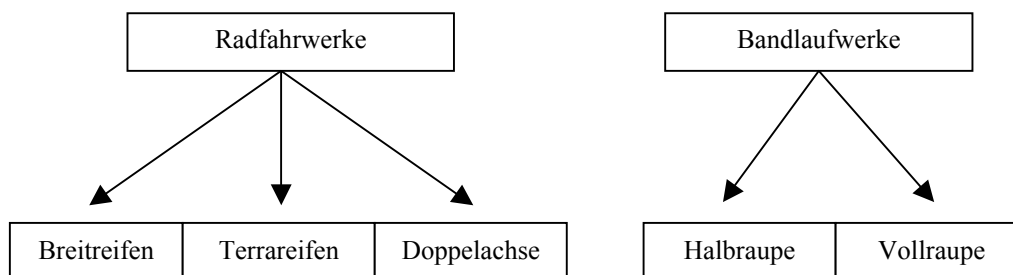 Radfahrwerke
Bandlaufwerke
Breitreifen
Terrareifen
Doppelachse
Halbraupe
Vollraupe